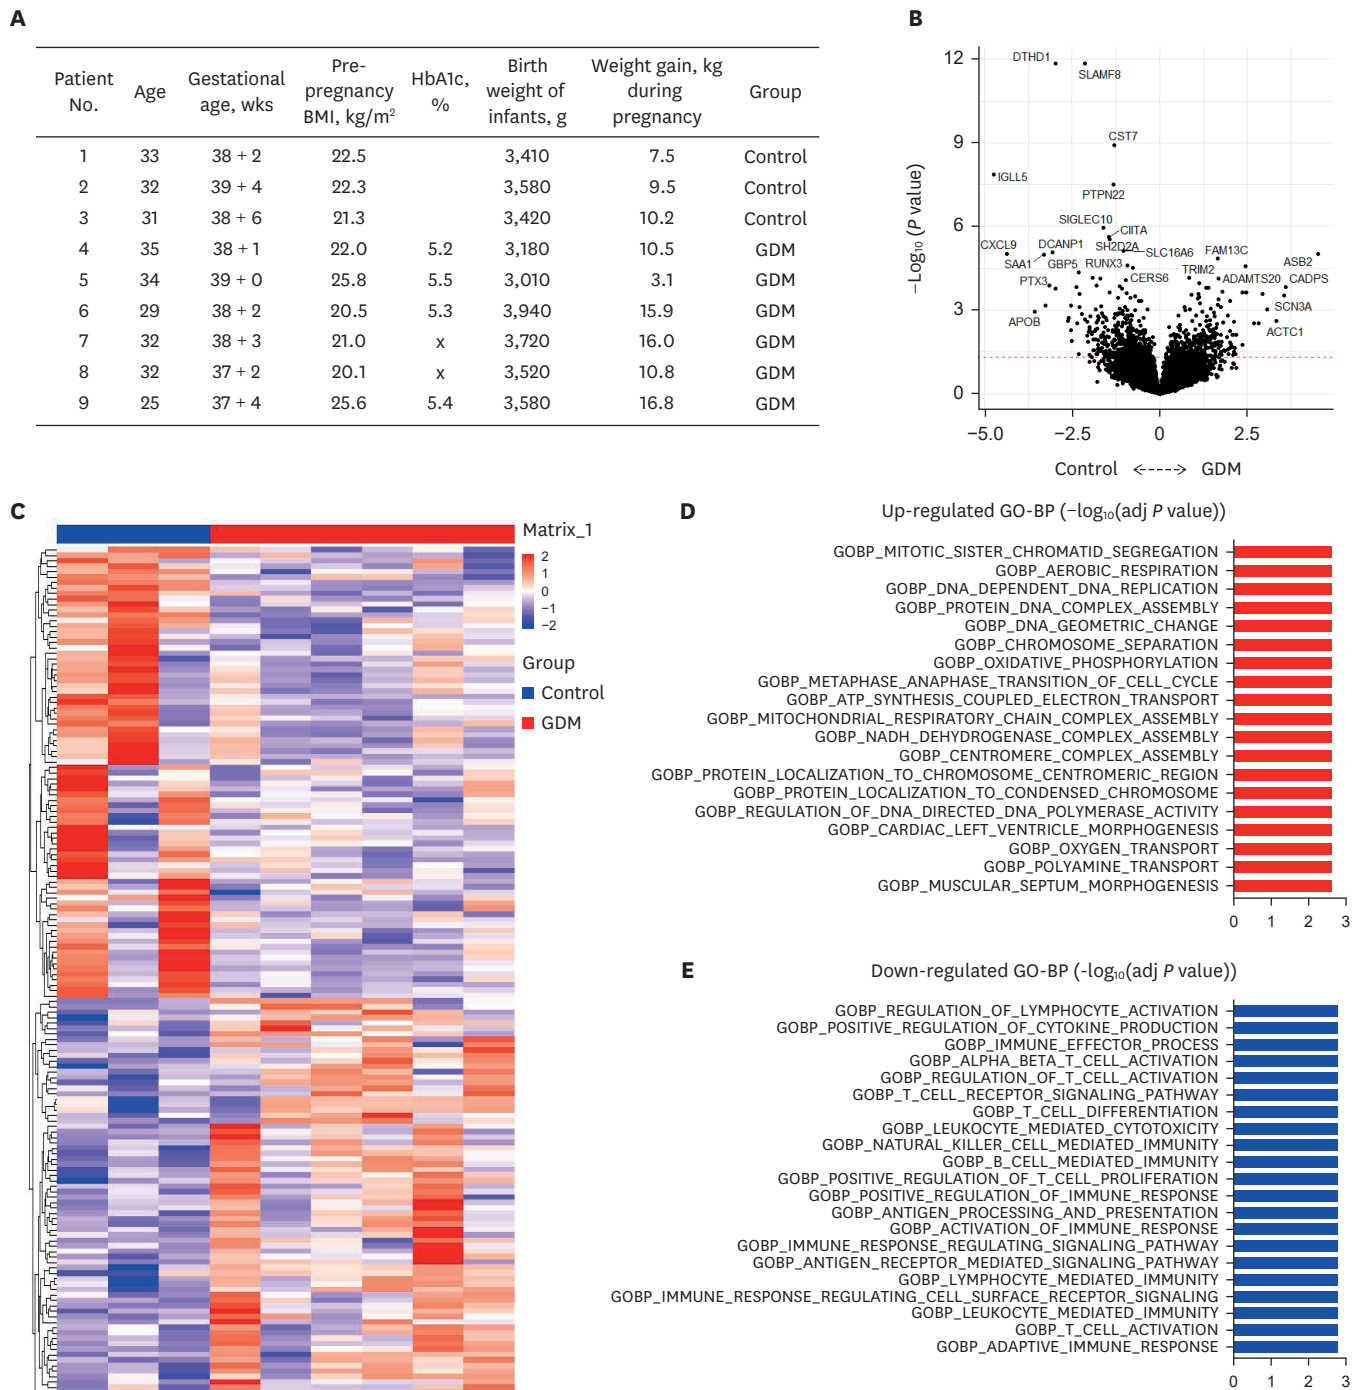 A
Patient No. Age Gestational age, wks Pre-pregnancy BMI, kg/m² HbA1c, % Birth weight of infants, g Weight gain, kg during pregnancy Group
1 33 38 + 2 22.5 3,410 7.5 Control
2 32 39 + 4 22.3 3,580 9.5 Control
3 31 38 + 6 21.3 3,420 10.2 Control
4 35 38 + 1 22.0 5.2 3,180 10.5 GDM
5 34 39 + 0 25.8 5.5 3,010 3.1 GDM
6 29 38 + 2 20.5 5.3 3,940 15.9 GDM
7 32 38 + 3 21.0 x 3,720 16.0 GDM
8 32 37 + 2 20.1 x 3,520 10.8 GDM
9 25 37 + 4 25.6 5.4 3,580 16.8 GDM
B
−Log₁₀ (P value)
12
9
6
3
0
DTHD1
SLAMF8
CST7
IGLL5
PTPN22
SIGLEC10
CIITA
CXCL9
DCANP1
SH2D2A
SLC16A6
FAM13C
SAA1
GBP5
RUNX3
TRIM2
ASB2
PTX3
CERS6
ADAMTS20
CADPS
SCN3A
APOB
ACTC1
−5.0 −2.5 0 2.5
Control <-----> GDM
C
Matrix_1
2
1
0
−1
−2
Group
Control
GDM
D
Up-regulated GO-BP (−log₁₀(adj P value))
GOBP_MITOTIC_SISTER_CHROMATID_SEGREGATION
GOBP_AEROBIC_RESPIRATION
GOBP_DNA_DEPENDENT_DNA_REPLICATION
GOBP_PROTEIN_DNA_COMPLEX_ASSEMBLY
GOBP_DNA_GEOMETRIC_CHANGE
GOBP_CHROMOSOME_SEPARATION
GOBP_OXIDATIVE_PHOSPHORYLATION
GOBP_METAPHASE_ANAPHASE_TRANSITION_OF_CELL_CYCLE
GOBP_ATP_SYNTHESIS_COUPLED_ELECTRON_TRANSPORT
GOBP_MITOCHONDRIAL_RESPIRATORY_CHAIN_COMPLEX_ASSEMBLY
GOBP_NADH_DEHYDROGENASE_COMPLEX_ASSEMBLY
GOBP_CENTROMERE_COMPLEX_ASSEMBLY
GOBP_PROTEIN_LOCALIZATION_TO_CHROMOSOME_CENTROMERIC_REGION
GOBP_PROTEIN_LOCALIZATION_TO_CONDENSED_CHROMOSOME
GOBP_REGULATION_OF_DNA_DIRECTED_DNA_POLYMERASE_ACTIVITY
GOBP_CARDIAC_LEFT_VENTRICLE_MORPHOGENESIS
GOBP_OXYGEN_TRANSPORT
GOBP_POLYAMINE_TRANSPORT
GOBP_MUSCULAR_SEPTUM_MORPHOGENESIS
0 1 2 3
E
Down-regulated GO-BP (-log₁₀(adj P value))
GOBP_REGULATION_OF_LYMPHOCYTE_ACTIVATION
GOBP_POSITIVE_REGULATION_OF_CYTOKINE_PRODUCTION
GOBP_IMMUNE_EFFECTOR_PROCESS
GOBP_ALPHA_BETA_T_CELL_ACTIVATION
GOBP_REGULATION_OF_T_CELL_ACTIVATION
GOBP_T_CELL_RECEPTOR_SIGNALING_PATHWAY
GOBP_T_CELL_DIFFERENTIATION
GOBP_LEUKOCYTE_MEDIATED_CYTOTOXICITY
GOBP_NATURAL_KILLER_CELL_MEDIATED_IMMUNITY
GOBP_B_CELL_MEDIATED_IMMUNITY
GOBP_POSITIVE_REGULATION_OF_T_CELL_PROLIFERATION
GOBP_POSITIVE_REGULATION_OF_IMMUNE_RESPONSE
GOBP_ANTIGEN_PROCESSING_AND_PRESENTATION
GOBP_ACTIVATION_OF_IMMUNE_RESPONSE
GOBP_IMMUNE_RESPONSE_REGULATING_SIGNALING_PATHWAY
GOBP_ANTIGEN_RECEPTOR_MEDIATED_SIGNALING_PATHWAY
GOBP_LYMPHOCYTE_MEDIATED_IMMUNITY
GOBP_IMMUNE_RESPONSE_REGULATING_CELL_SURFACE_RECEPTOR_SIGNALING
GOBP_LEUKOCYTE_MEDIATED_IMMUNITY
GOBP_T_CELL_ACTIVATION
GOBP_ADAPTIVE_IMMUNE_RESPONSE
0 1 2 3